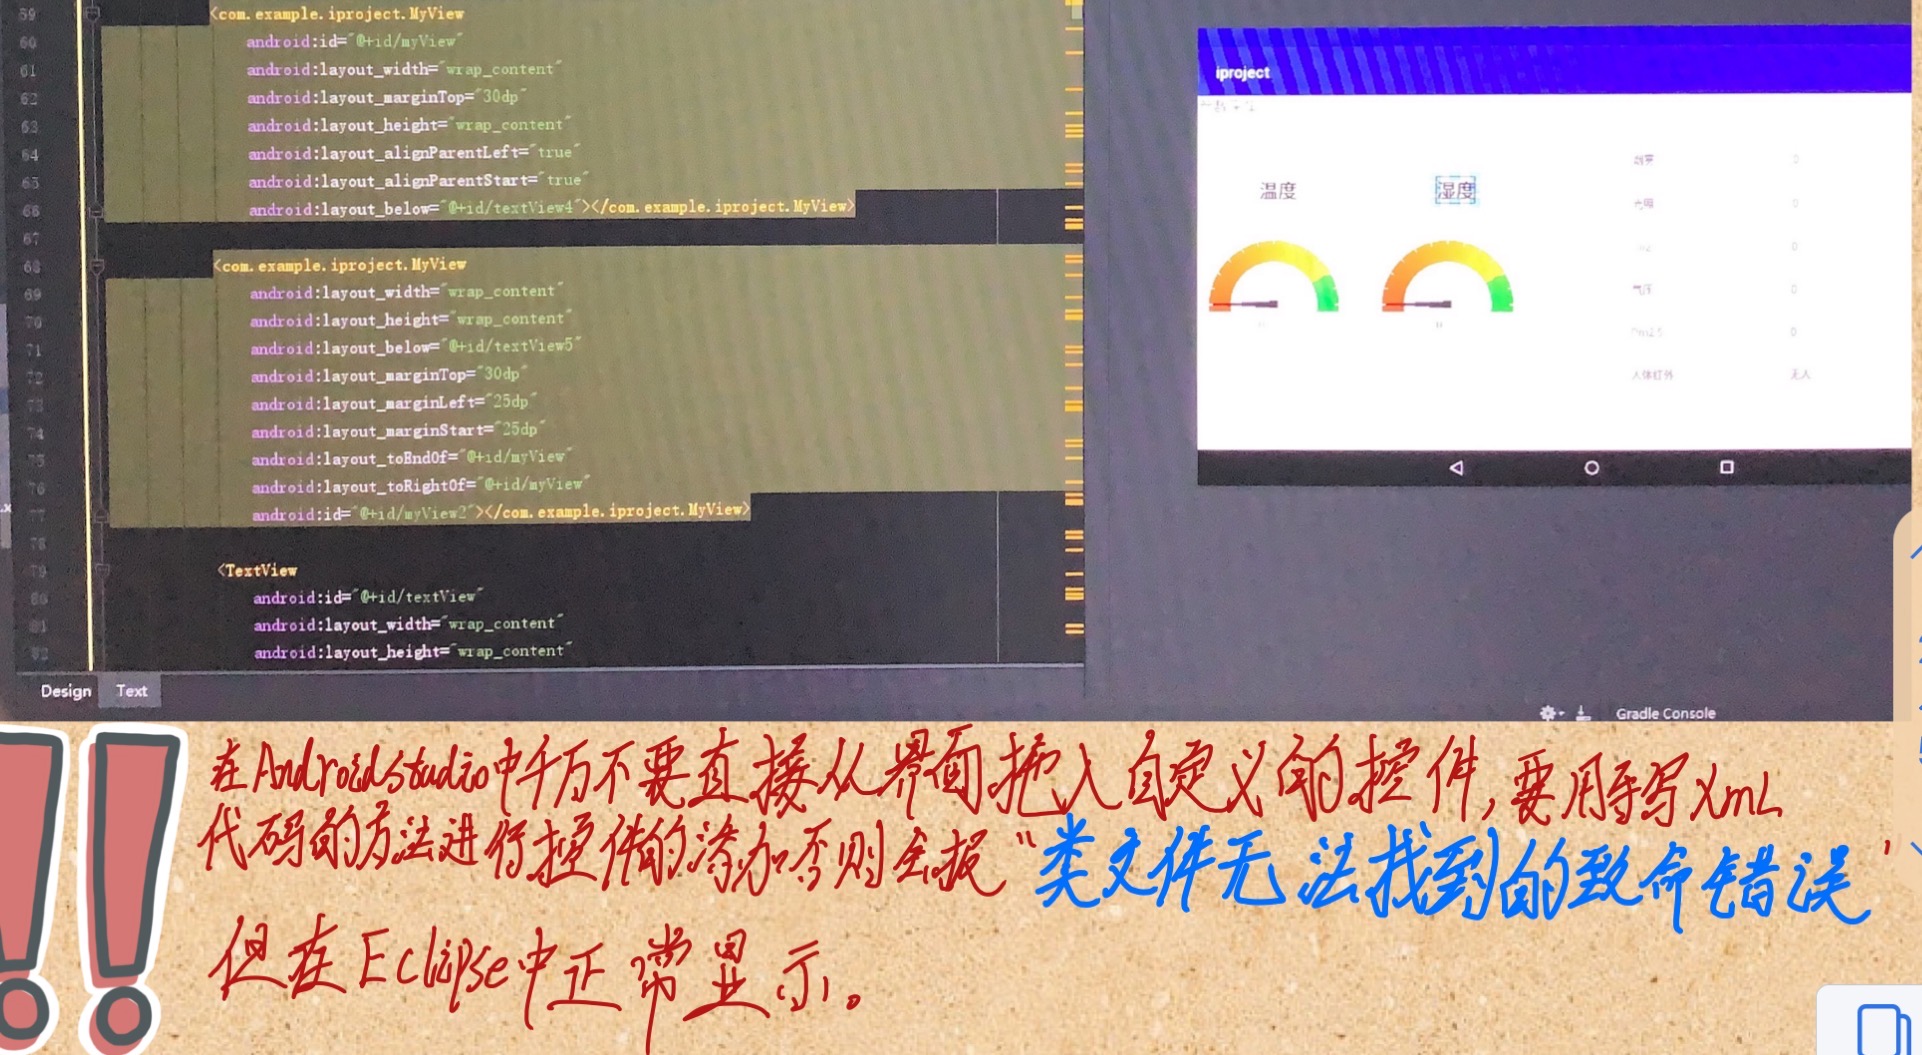 59 <com.example.iproject.MyView
60 android:id="@+id/myView"
61 android:layout_width="wrap_content"
62 android:layout_marginTop="30dp"
63 android:layout_height="wrap_content"
64 android:layout_alignParentLeft="true"
65 android:layout_alignParentStart="true"
66 android:layout_below="@+id/textView4"></com.example.iproject.MyView>
67
68 <com.example.iproject.MyView
69 android:layout_width="wrap_content"
70 android:layout_height="wrap_content"
71 android:layout_below="@+id/textView5"
72 android:layout_marginTop="30dp"
73 android:layout_marginLeft="25dp"
74 android:layout_marginStart="25dp"
75 android:layout_toEndOf="@+id/myView"
76 android:layout_toRightOf="@+id/myView"
77 android:id="@+id/myView2"></com.example.iproject.MyView>
78
79 <TextView
80 android:id="@+id/textView"
81 android:layout_width="wrap_content"
82 android:layout_height="wrap_content"
Design Text
iproject
温度 湿度
光照 0
0
气压 0
Pm2.5 0
人体红外 无人
Gradle Console
在Androidstudio中千万不要直接从界面拖入自定义的控件,要用手写XmL
代码的方法进行控件的添加否则会报“类文件无法找到的致命错误”
但在Eclipse中正常显示。